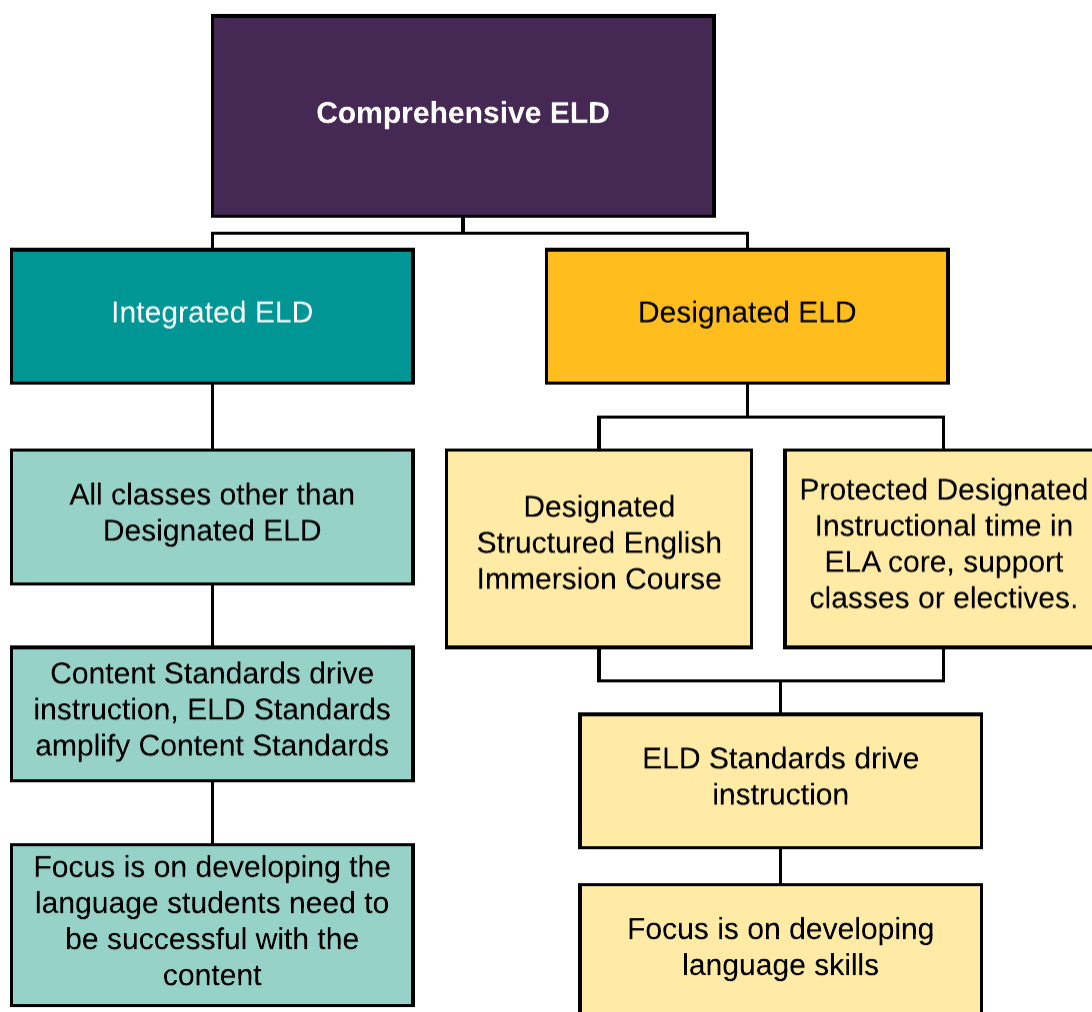 Comprehensive ELD
Integrated ELD
Designated ELD
All classes other than
Designated ELD
Designated
Structured English
Immersion Course
Protected Designated
Instructional time in
ELA core, support
classes or electives.
Content Standards drive
instruction, ELD Standards
amplify Content Standards
ELD Standards drive
instruction
Focus is on developing the
language students need to
be successful with the
content
Focus is on developing
language skills